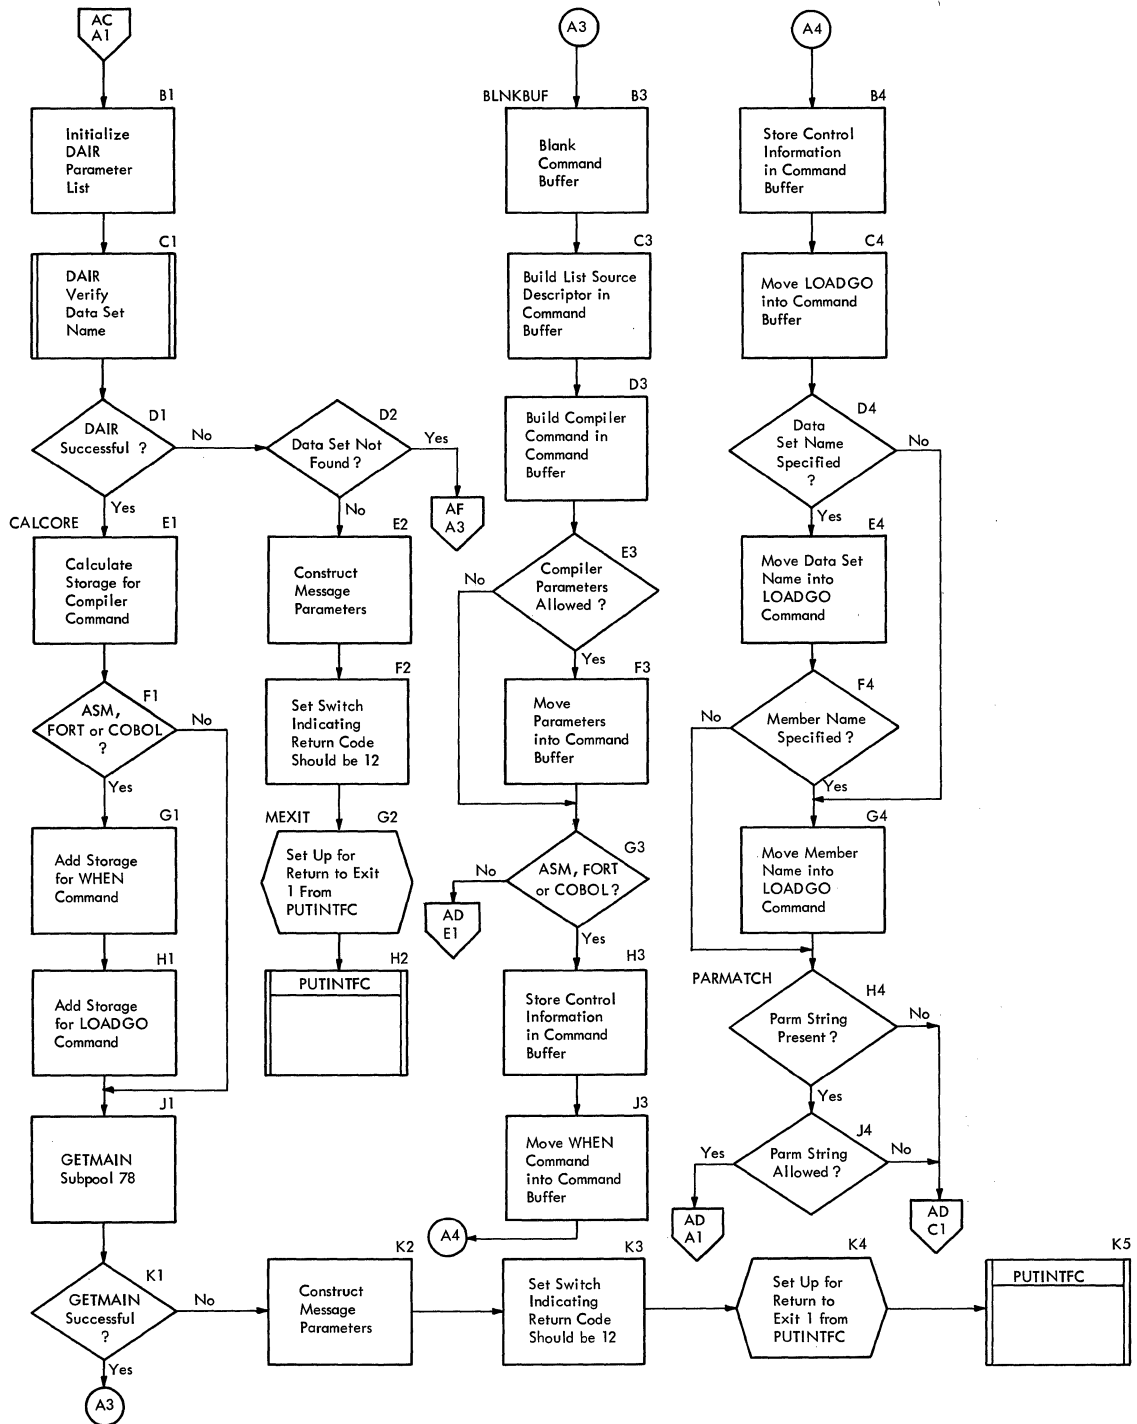 AC
A1
B1
Initialize
DAIR
Parameter
List
C1
DAIR
Verify
Data Set
Name
D1
DAIR
Successful ?
No
Yes
D2
Data Set Not
Found ?
Yes
No
AF
A3
CALCORE
E1
Calculate
Storage for
Compiler
Command
E2
Construct
Message
Parameters
F1
ASM,
FORT or COBOL
?
No
Yes
F2
Set Switch
Indicating
Return Code
Should be 12
G1
Add Storage
for WHEN
Command
MEXIT
G2
Set Up for
Return to Exit
1 From
PUTINTFC
H1
Add Storage
for LOADGO
Command
H2
PUTINTFC
J1
GETMAIN
Subpool 78
K1
GETMAIN
Successful
?
No
Yes
A3
K2
Construct
Message
Parameters
K3
Set Switch
Indicating
Return Code
Should be 12
K4
Set Up for
Return to
Exit 1 from
PUTINTFC
K5
PUTINTFC
A3
BLNKBUF
B3
Blank
Command
Buffer
C3
Build List Source
Descriptor in
Command
Buffer
D3
Build Compiler
Command in
Command
Buffer
E3
Compiler
Parameters
Allowed ?
No
Yes
F3
Move
Parameters
into Command
Buffer
G3
ASM, FORT
or COBOL ?
No
Yes
AD
E1
H3
Store Control
Information
in Command
Buffer
J3
Move WHEN
Command
into Command
Buffer
A4
A4
B4
Store Control
Information
in Command
Buffer
C4
Move LOADGO
into Command
Buffer
D4
Data
Set Name
Specified
?
No
Yes
E4
Move Data Set
Name into
LOADGO
Command
F4
Member Name
Specified ?
No
Yes
G4
Move Member
Name into
LOADGO
Command
PARMATCH
H4
Parm String
Present ?
No
Yes
J4
Parm String
Allowed ?
Yes
No
AD
A1
AD
C1